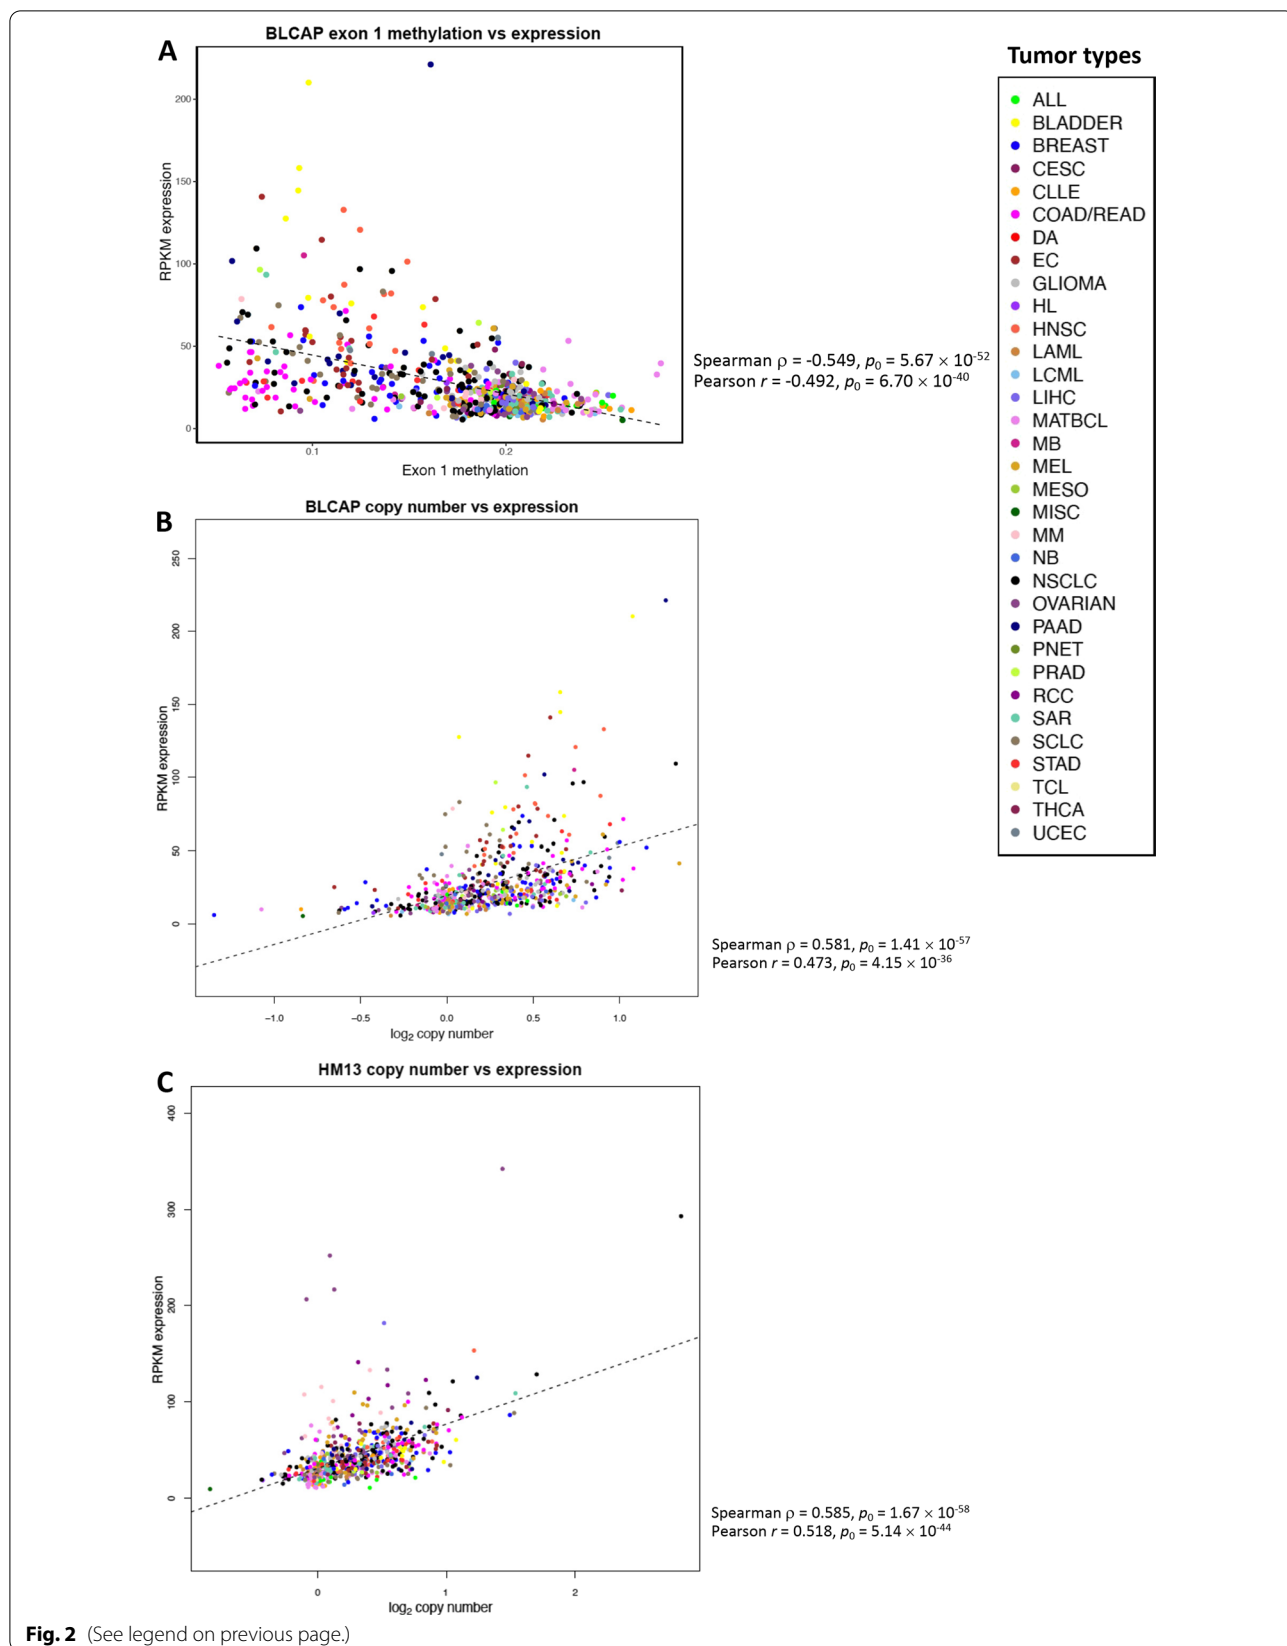 A
BLCAP exon 1 methylation vs expression
200
150
100
50
0
RPKM expression
0.1
0.2
Exon 1 methylation
Spearman ρ = -0.549, p₀ = 5.67 × 10⁻⁵²
Pearson r = -0.492, p₀ = 6.70 × 10⁻⁴⁰
Tumor types
ALL
BLADDER
BREAST
CESC
CLLE
COAD/READ
DA
EC
GLIOMA
HL
HNSC
LAML
LCML
LIHC
MATBCL
MB
MEL
MESO
MISC
MM
NB
NSCLC
OVARIAN
PAAD
PNET
PRAD
RCC
SAR
SCLC
STAD
TCL
THCA
UCEC
B
BLCAP copy number vs expression
250
200
150
100
50
0
RPKM expression
−1.0
−0.5
0.0
0.5
1.0
log₂ copy number
Spearman ρ = 0.581, p₀ = 1.41 × 10⁻⁵⁷
Pearson r = 0.473, p₀ = 4.15 × 10⁻³⁶
C
HM13 copy number vs expression
400
300
200
100
0
RPKM expression
0
1
2
log₂ copy number
Spearman ρ = 0.585, p₀ = 1.67 × 10⁻⁵⁸
Pearson r = 0.518, p₀ = 5.14 × 10⁻⁴⁴
Fig. 2 (See legend on previous page.)